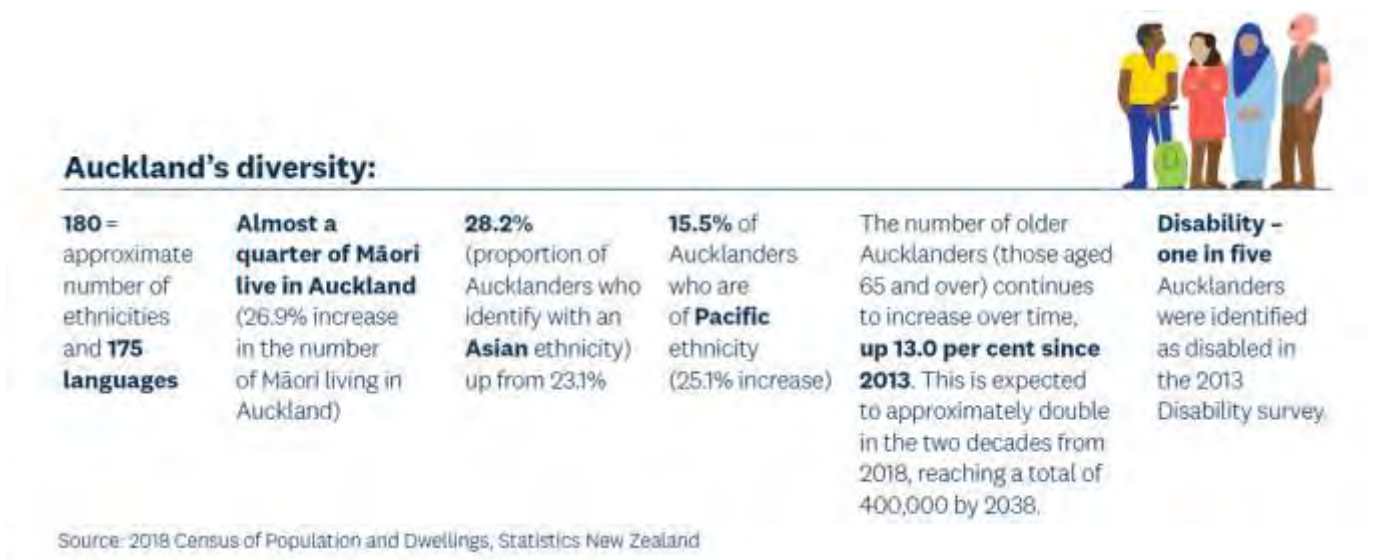 Auckland's diversity:
180 =
approximate
number of
ethnicities
and 175
languages
Almost a
quarter of Māori
live in Auckland
(26.9% increase
in the number
of Māori living in
Auckland)
28.2%
(proportion of
Aucklanders who
identify with an
Asian ethnicity)
up from 23.1%
15.5% of
Aucklanders
who are
of Pacific
ethnicity
(25.1% increase)
The number of older
Aucklanders (those aged
65 and over) continues
to increase over time,
up 13.0 per cent since
2013. This is expected
to approximately double
in the two decades from
2018, reaching a total of
400,000 by 2038.
Disability –
one in five
Aucklanders
were identified
as disabled in
the 2013
Disability survey.
Source: 2018 Census of Population and Dwellings, Statistics New Zealand